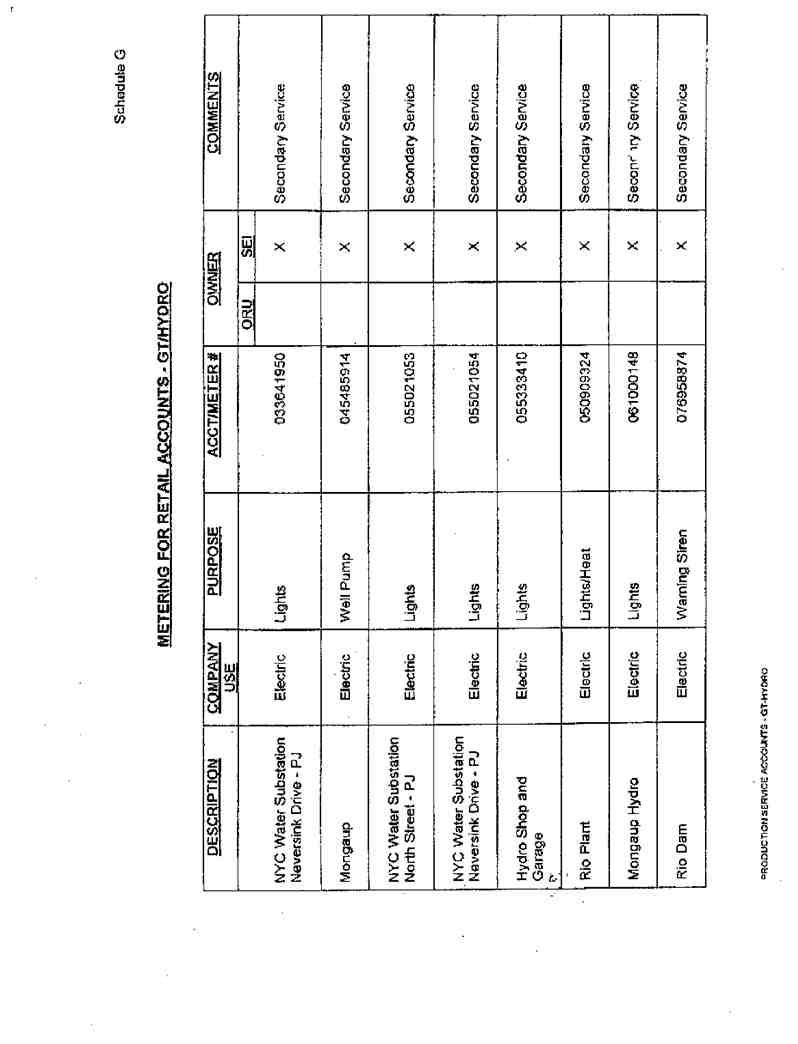 Schedule G
METERING FOR RETAIL ACCOUNTS - GT/HYDRO
DESCRIPTION COMPANY USE PURPOSE ACCT/METER # OWNER COMMENTS
ORU SEI
NYC Water Substation Electric Lights 033641950 X Secondary Service
Neversink Drive - PJ
Mongaup Electric Well Pump 045485914 X Secondary Service
NYC Water Substation Electric Lights 055021053 X Secondary Service
North Street - PJ
NYC Water Substation Electric Lights 055021054 X Secondary Service
Neversink Drive - PJ
Hydro Shop and Electric Lights 055333410 X Secondary Service
Garage
Rio Plant Electric Lights/Heat 050909324 X Secondary Service
Mongaup Hydro Electric Lights 061000148 X Service
Rio Dam Electric Warning Siren 076958874 X Secondary Service
PRODUCTION SERVICE ACCOUNTS - GT-HYDRO